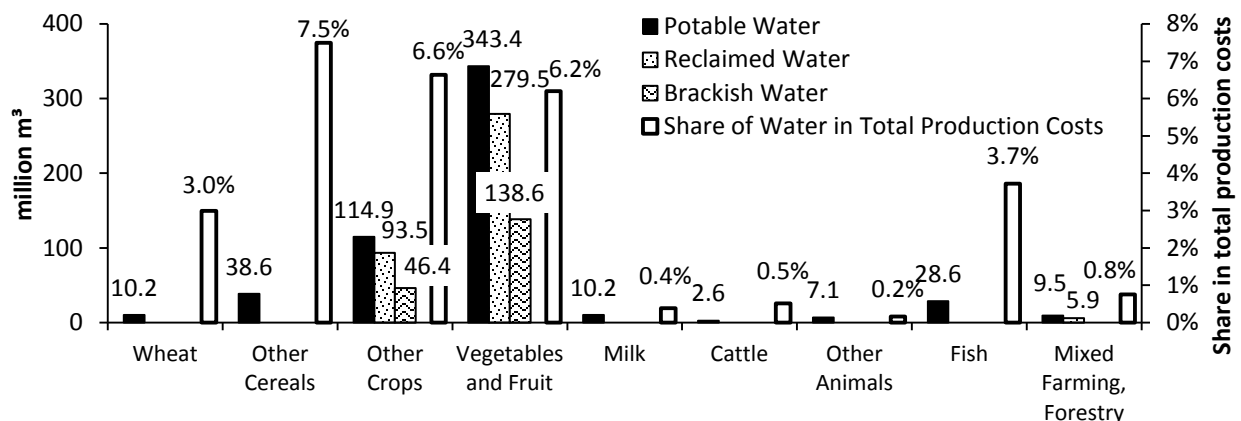 400
300
200
100
0
million m³
8%
7%
6%
5%
4%
3%
2%
1%
0%
Share in total production costs
Potable Water
Reclaimed Water
Brackish Water
Share of Water in Total Production Costs
10.2
3.0%
38.6
7.5%
114.9
93.5
46.4
6.6%
343.4
279.5
138.6
6.2%
10.2
0.4%
2.6
0.5%
7.1
0.2%
28.6
3.7%
9.5
5.9
0.8%
Wheat
Other
Cereals
Other
Crops
Vegetables
and Fruit
Milk
Cattle
Other
Animals
Fish
Mixed
Farming,
Forestry